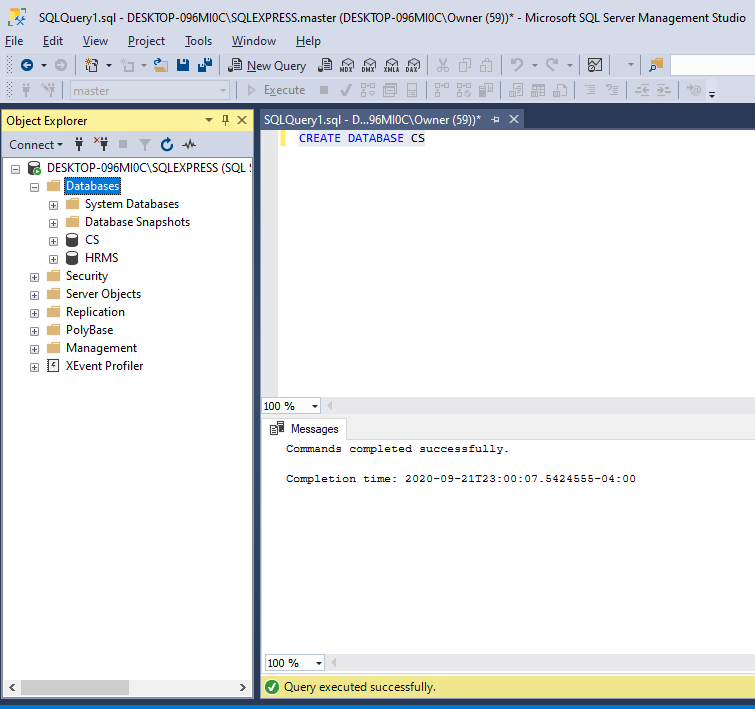 SQLQuery1.sql - DESKTOP-096MI0C\SQLEXPRESS.master (DESKTOP-096MI0C\Owner (59))* - Microsoft SQL Server Management Studio
File Edit View Project Tools Window Help
New Query MDX DMX XMLA DAX
master Execute
Object Explorer
SQLQuery1.sql - D...96MI0C\Owner (59))*
Connect
CREATE DATABASE CS
DESKTOP-096MI0C\SQLEXPRESS (SQL S
Databases
System Databases
Database Snapshots
CS
HRMS
Security
Server Objects
Replication
PolyBase
Management
XEvent Profiler
100 %
Messages
Commands completed successfully.
Completion time: 2020-09-21T23:00:07.5424555-04:00
100 %
Query executed successfully.